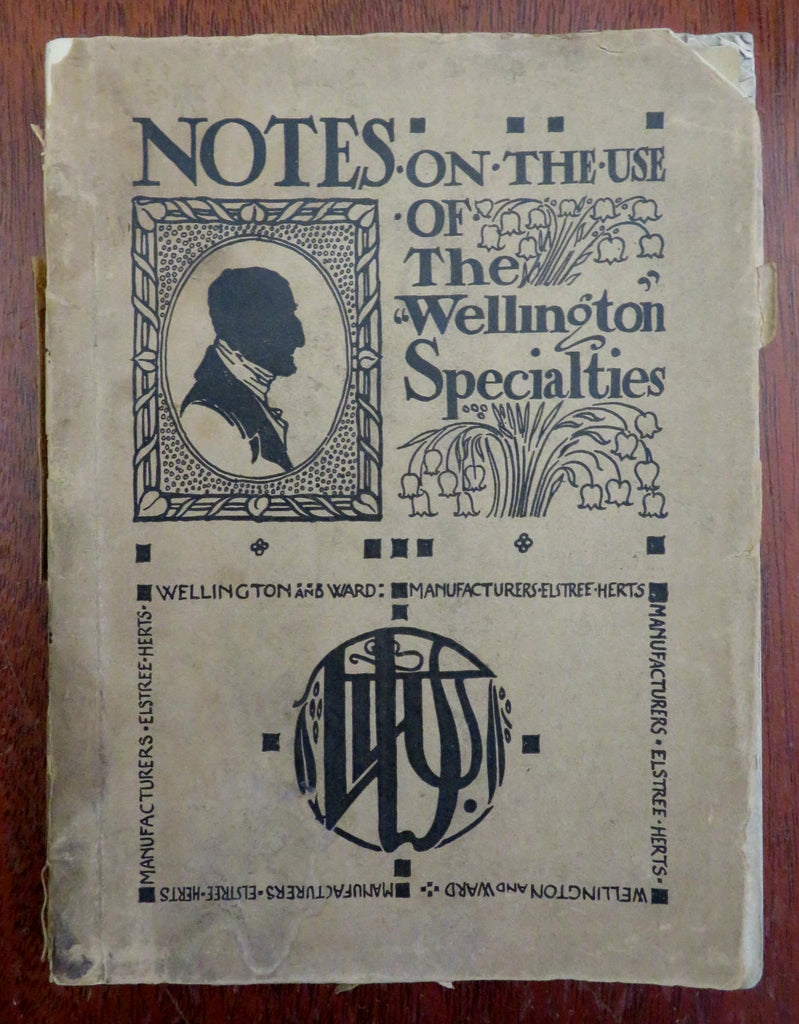 NOTES·ON·THE·USE
·OF·
The
"Wellington"
Specialties
WELLINGTON AND WARD: MANUFACTURERS·ELSTREE·HERTS
MANUFACTURERS·ELSTREE·HERTS·
MANUFACTURERS·ELSTREE·HERTS·
WELLINGTON AND WARD MANUFACTURERS·ELSTREE·HERTS